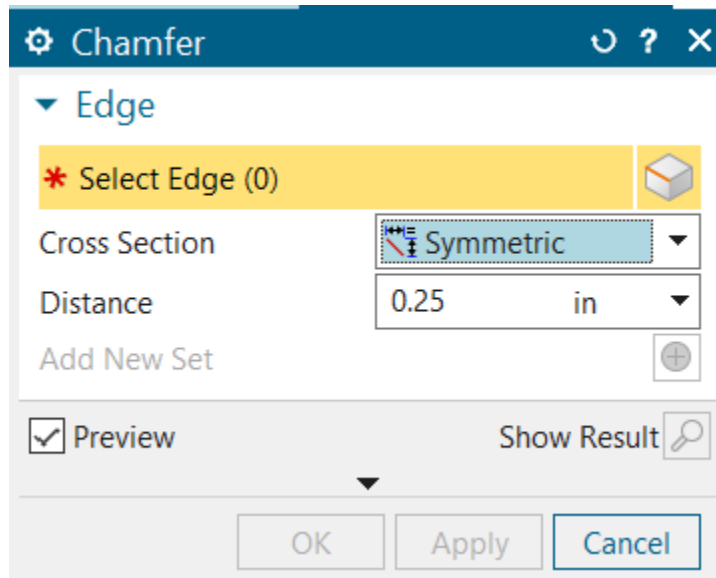 Chamfer ?
Edge
* Select Edge (0)
Cross Section Symmetric
Distance 0.25 in
Add New Set
Preview Show Result
OK Apply Cancel